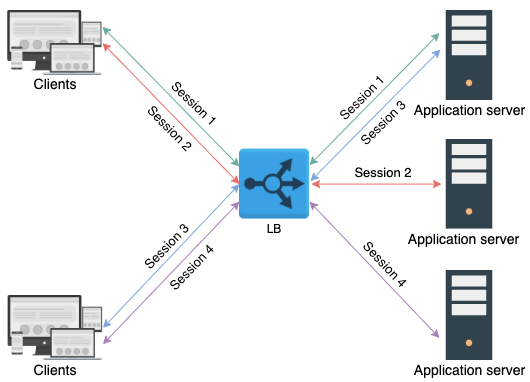 Clients
Session 1
Session 2
Session 1
Session 3
Application server
Session 2
LB
Application server
Session 3
Session 4
Session 4
Clients
Application server